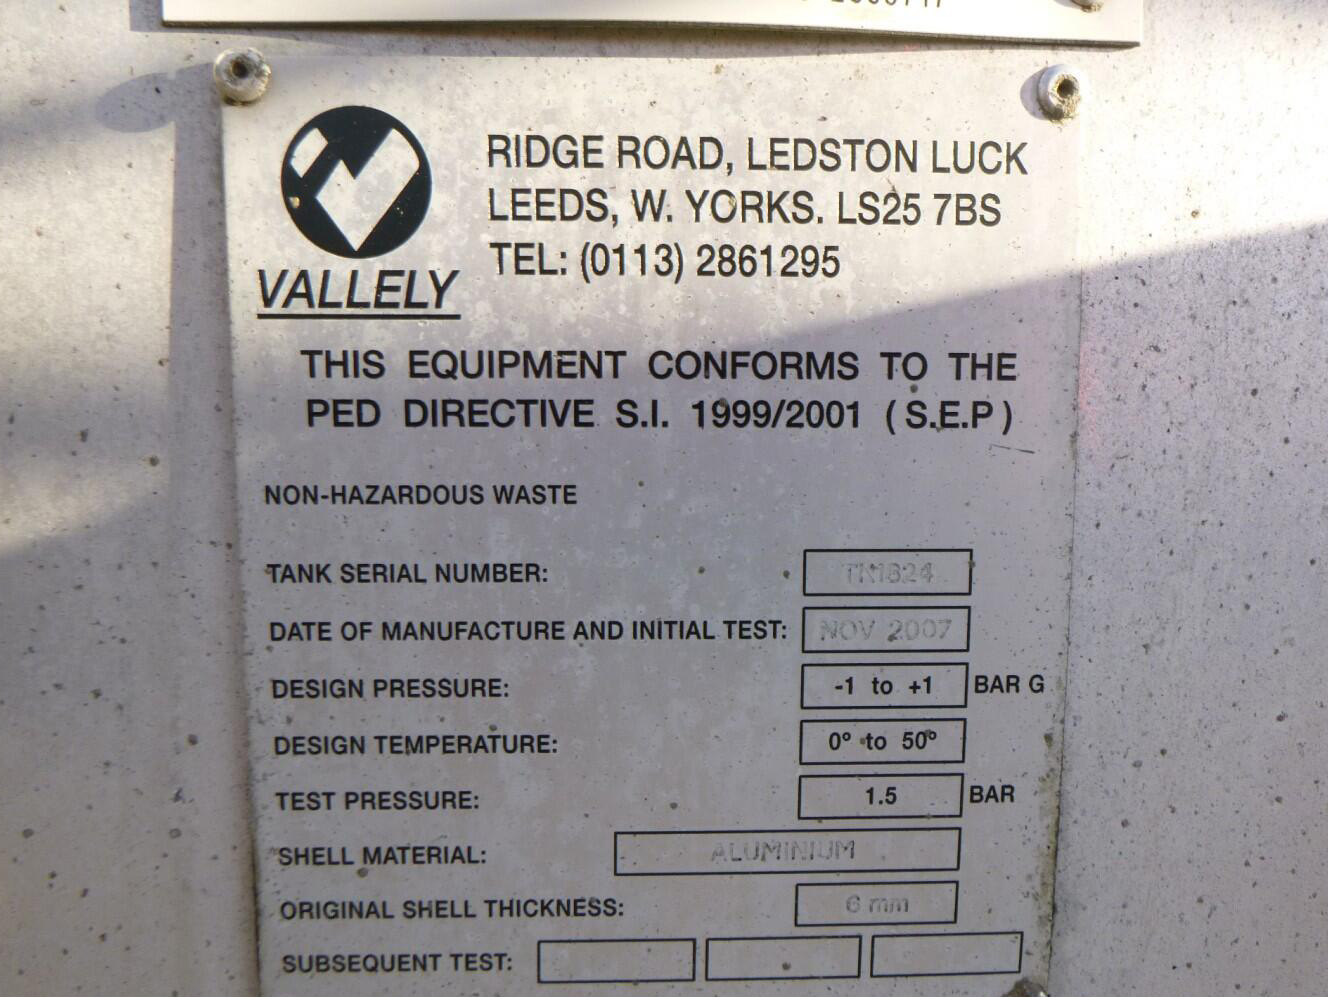 RIDGE ROAD, LEDSTON LUCK
LEEDS, W. YORKS. LS25 7BS
TEL: (0113) 2861295
VALLELY
THIS EQUIPMENT CONFORMS TO THE
PED DIRECTIVE S.I. 1999/2001 ( S.E.P )
NON-HAZARDOUS WASTE
TANK SERIAL NUMBER: TN1824
DATE OF MANUFACTURE AND INITIAL TEST: NOV 2007
DESIGN PRESSURE: -1 to +1 BAR G
DESIGN TEMPERATURE: 0° to 50°
TEST PRESSURE: 1.5 BAR
SHELL MATERIAL: ALUMINIUM
ORIGINAL SHELL THICKNESS: 6 mm
SUBSEQUENT TEST: